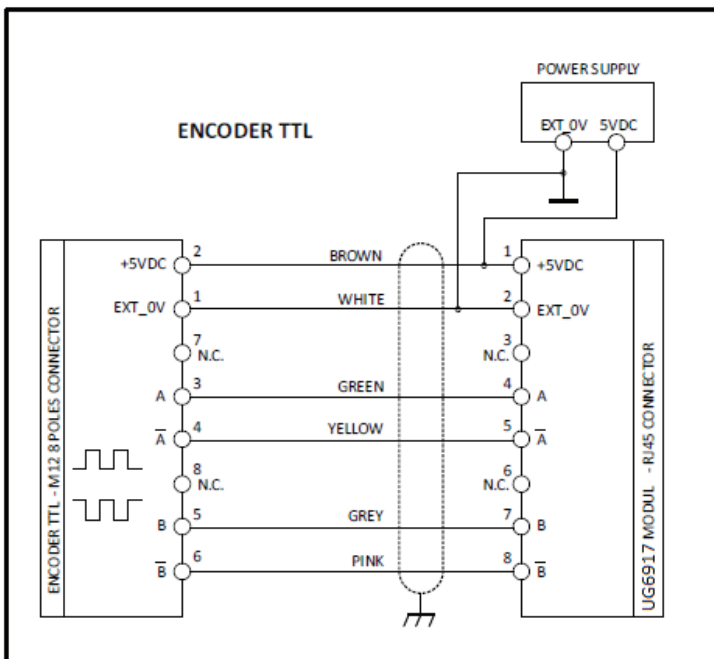 POWER SUPPLY
EXT_0V 5VDC
ENCODER TTL
ENCODER TTL - M12 8 POLES CONNECTOR
+5VDC 2 BROWN 1 +5VDC
EXT_0V 1 WHITE 2 EXT_0V
7 N.C. 3 N.C.
A 3 GREEN 4 A
A̅ 4 YELLOW 5 A̅
8 N.C. 6 N.C.
B 5 GREY 7 B
B̅ 6 PINK 8 B̅
UG6917 MODUL - RJ45 CONNECTOR